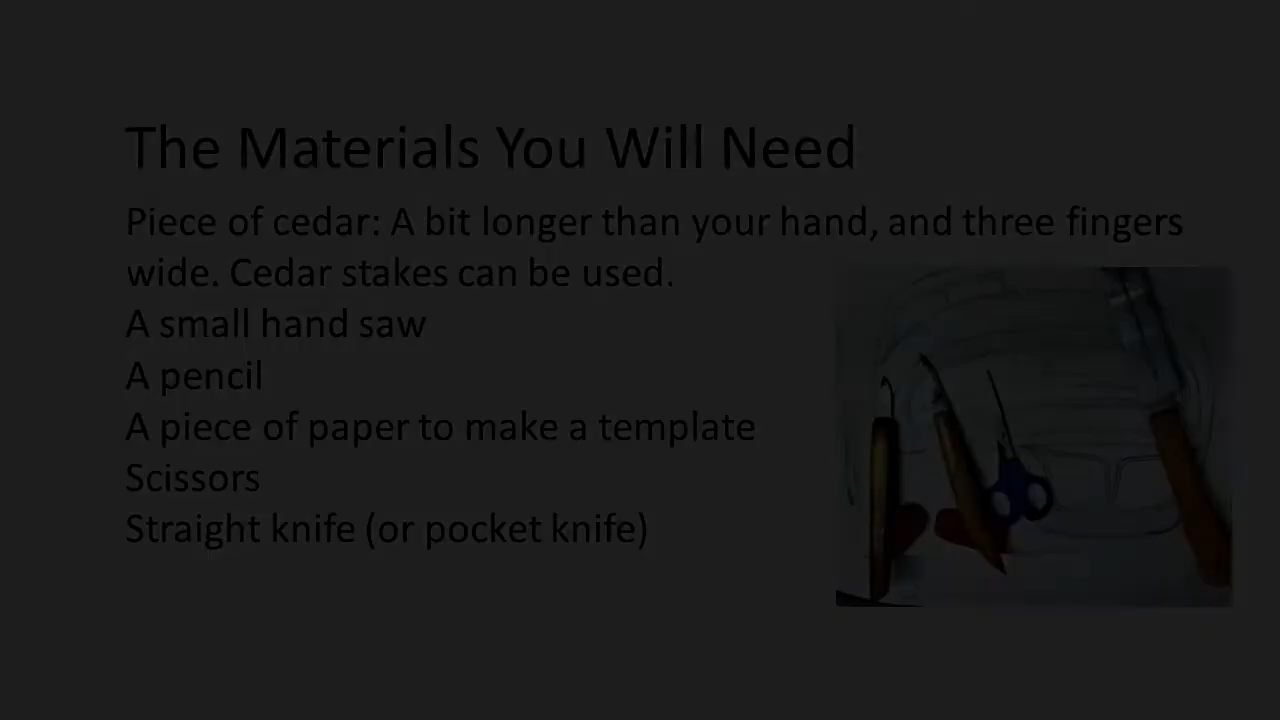 The Materials You Will Need
Piece of cedar: A bit longer than your hand, and three fingers
wide. Cedar stakes can be used.
A small hand saw
A pencil
A piece of paper to make a template
Scissors
Straight knife (or pocket knife)